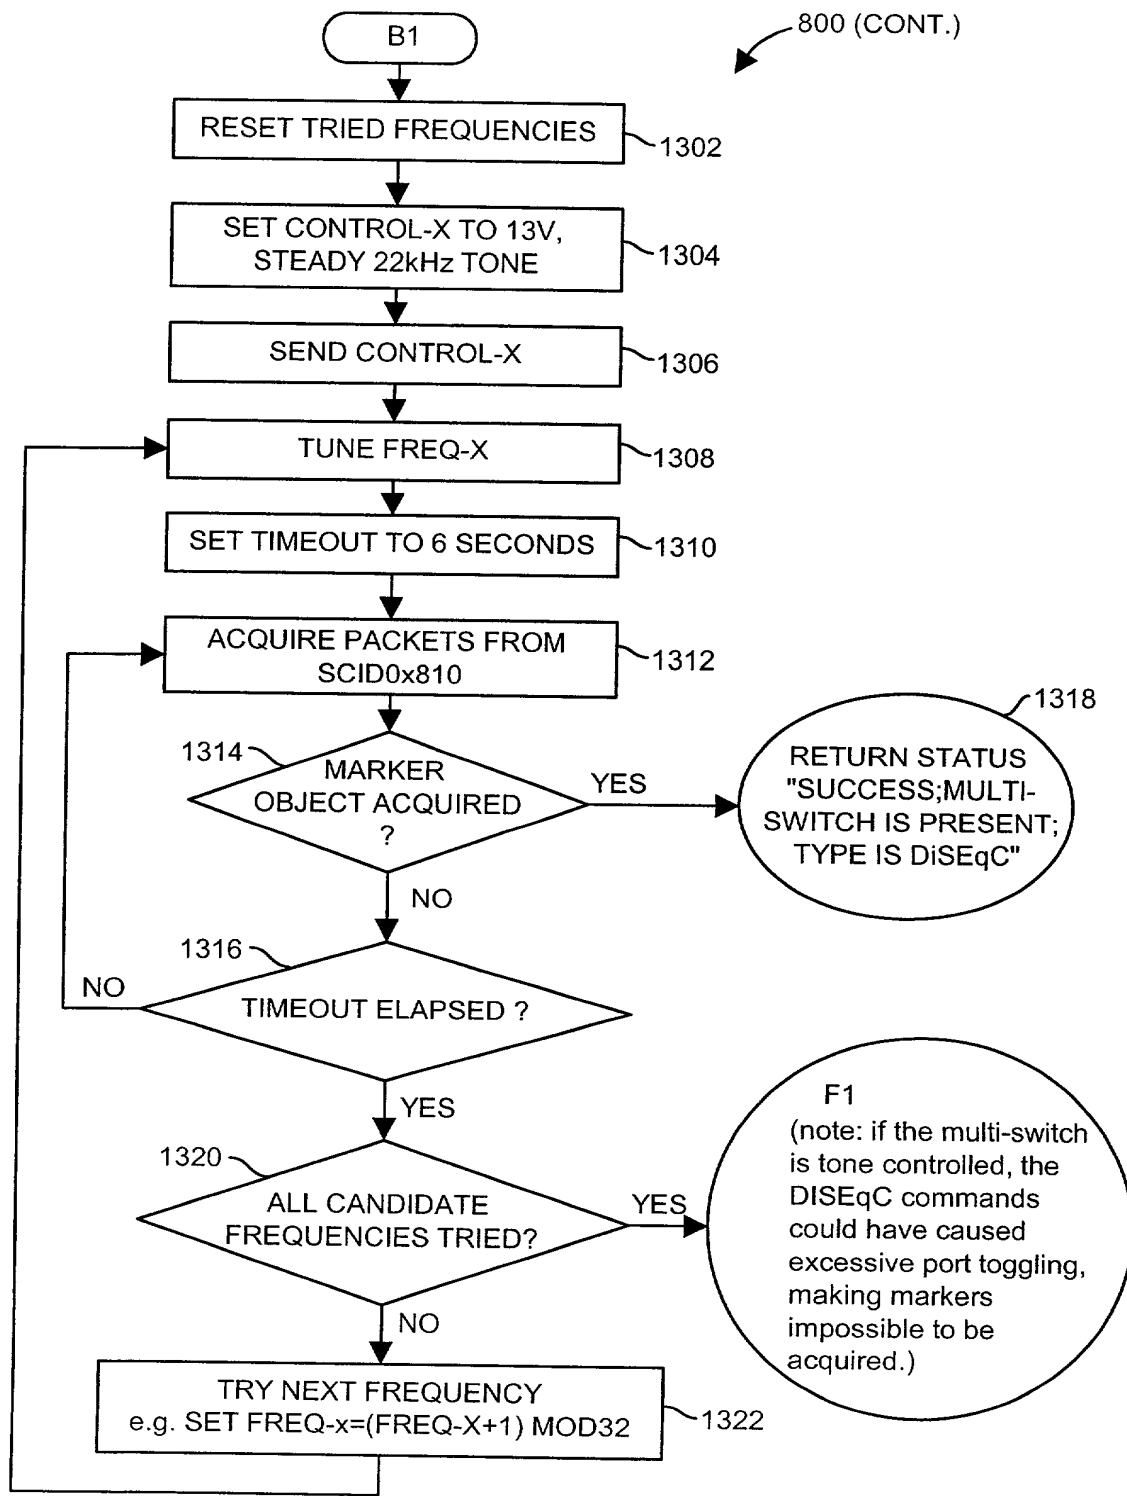 B1
800 (CONT.)
RESET TRIED FREQUENCIES
1302
SET CONTROL-X TO 13V,
STEADY 22kHz TONE
1304
SEND CONTROL-X
1306
TUNE FREQ-X
1308
SET TIMEOUT TO 6 SECONDS
1310
ACQUIRE PACKETS FROM
SCID0x810
1312
1314
MARKER
OBJECT ACQUIRED
?
YES
1318
RETURN STATUS
"SUCCESS;MULTI-
SWITCH IS PRESENT;
TYPE IS DiSEqC"
NO
1316
TIMEOUT ELAPSED ?
NO
YES
1320
ALL CANDIDATE
FREQUENCIES TRIED?
YES
F1
(note: if the multi-switch
is tone controlled, the
DISEqC commands
could have caused
excessive port toggling,
making markers
impossible to be
acquired.)
NO
TRY NEXT FREQUENCY
e.g. SET FREQ-x=(FREQ-X+1) MOD32
1322